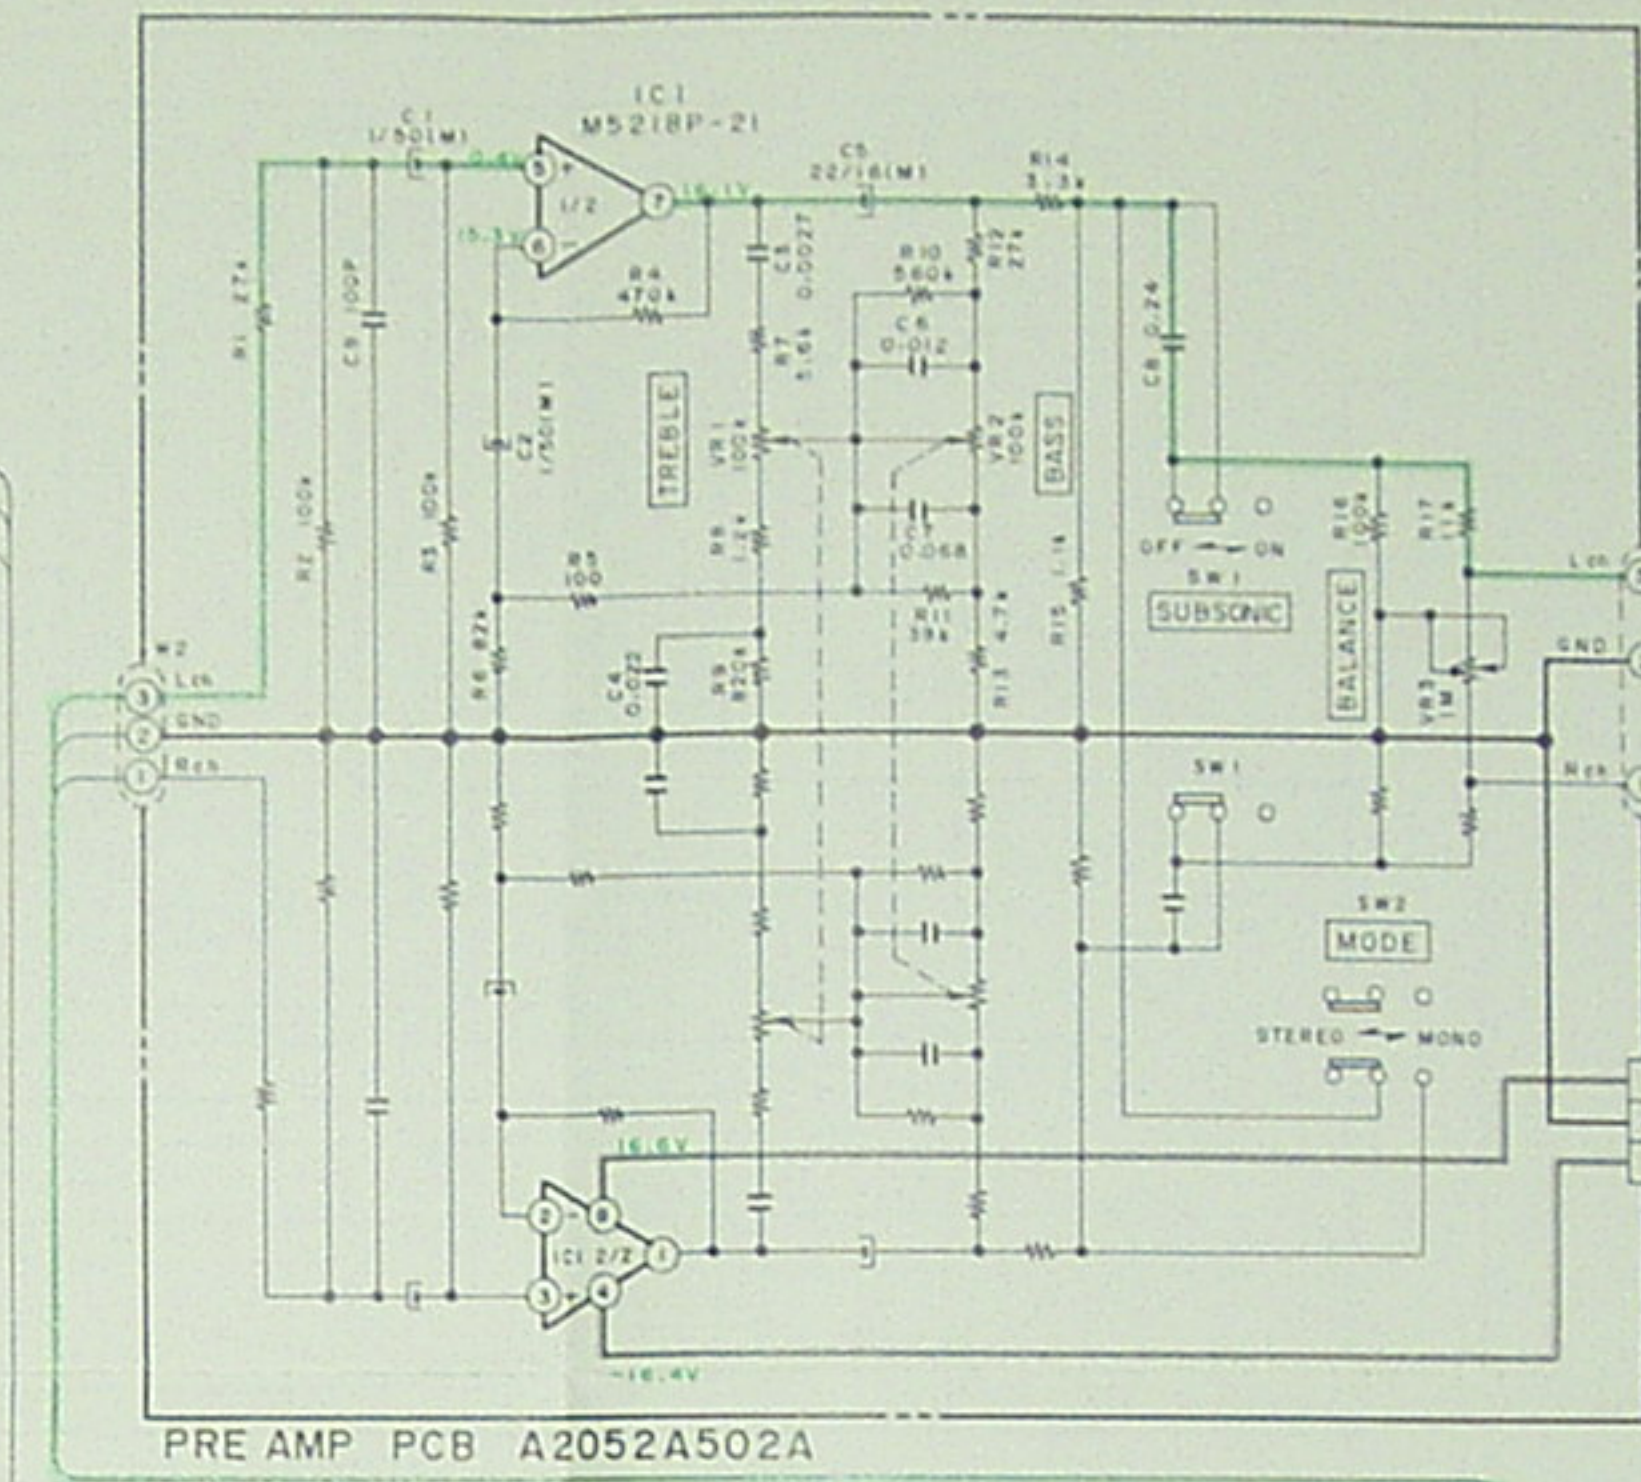 IC1
M5218P-21
C1
1/50(M)
5
+
1/2
6
−
7
16.1V
C5
22/16(M)
R14
3.3k
R1 27k
C9 100P
R4
470k
C3 0.0027
R7
5.6k
R10
560k
R12
27k
C6
0.012
C8 0.24
C2
1/50(M)
TREBLE
VR1
100k
VR2
100k
BASS
R2 100k
R3 100k
R8
1.2k
C7
0.068
R15 1.1k
OFF ON
SW1
SUBSONIC
R16
100k
R17
11k
Lch
R5
100
R11
39k
R6 82k
C4
0.022
R9
820k
R13 4.7k
BALANCE
VR3
1M
GND
3
Lch
2
GND
1
Rch
SW1
Rch
SW2
MODE
STEREO MONO
16.6V
2
−
8
IC1 2/2
1
3
+
4
-16.4V
PRE AMP PCB A2052A502A